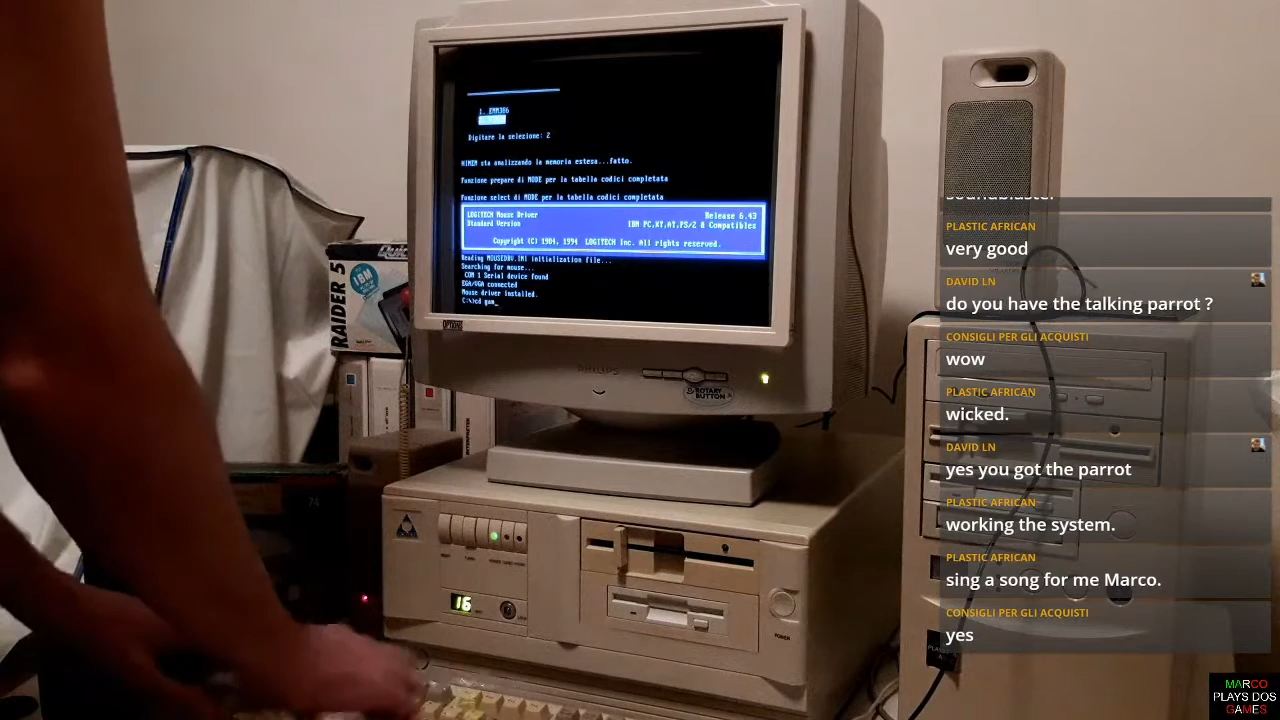 1. EMM386
Digitare la selezione: 2
HIMEM sta analizzando la memoria estesa...fatto.
Funzione prepare di MODE per la tabella codici completata
Funzione select di MODE per la tabella codici completata
LOGITECH Mouse Driver Release 6.43
Standard Version IBM PC,XT,AT,PS/2 & Compatibles
Copyright (C) 1984, 1994 LOGITECH Inc. All rights reserved.
Reading MOUSEDRV.INI initialization file...
Searching for mouse...
COM 1 Serial device found
EGA/VGA connected
Mouse driver installed.
C:\>cd gam_
RAIDER 5
IBM
PHILIPS
ROTARY
BUTTON
16
POWER
soundblaster
PLASTIC AFRICAN
very good
DAVID LN
do you have the talking parrot ?
CONSIGLI PER GLI ACQUISTI
wow
PLASTIC AFRICAN
wicked.
DAVID LN
yes you got the parrot
PLASTIC AFRICAN
working the system.
PLASTIC AFRICAN
sing a song for me Marco.
CONSIGLI PER GLI ACQUISTI
yes
MARCO
PLAYS DOS
GAMES